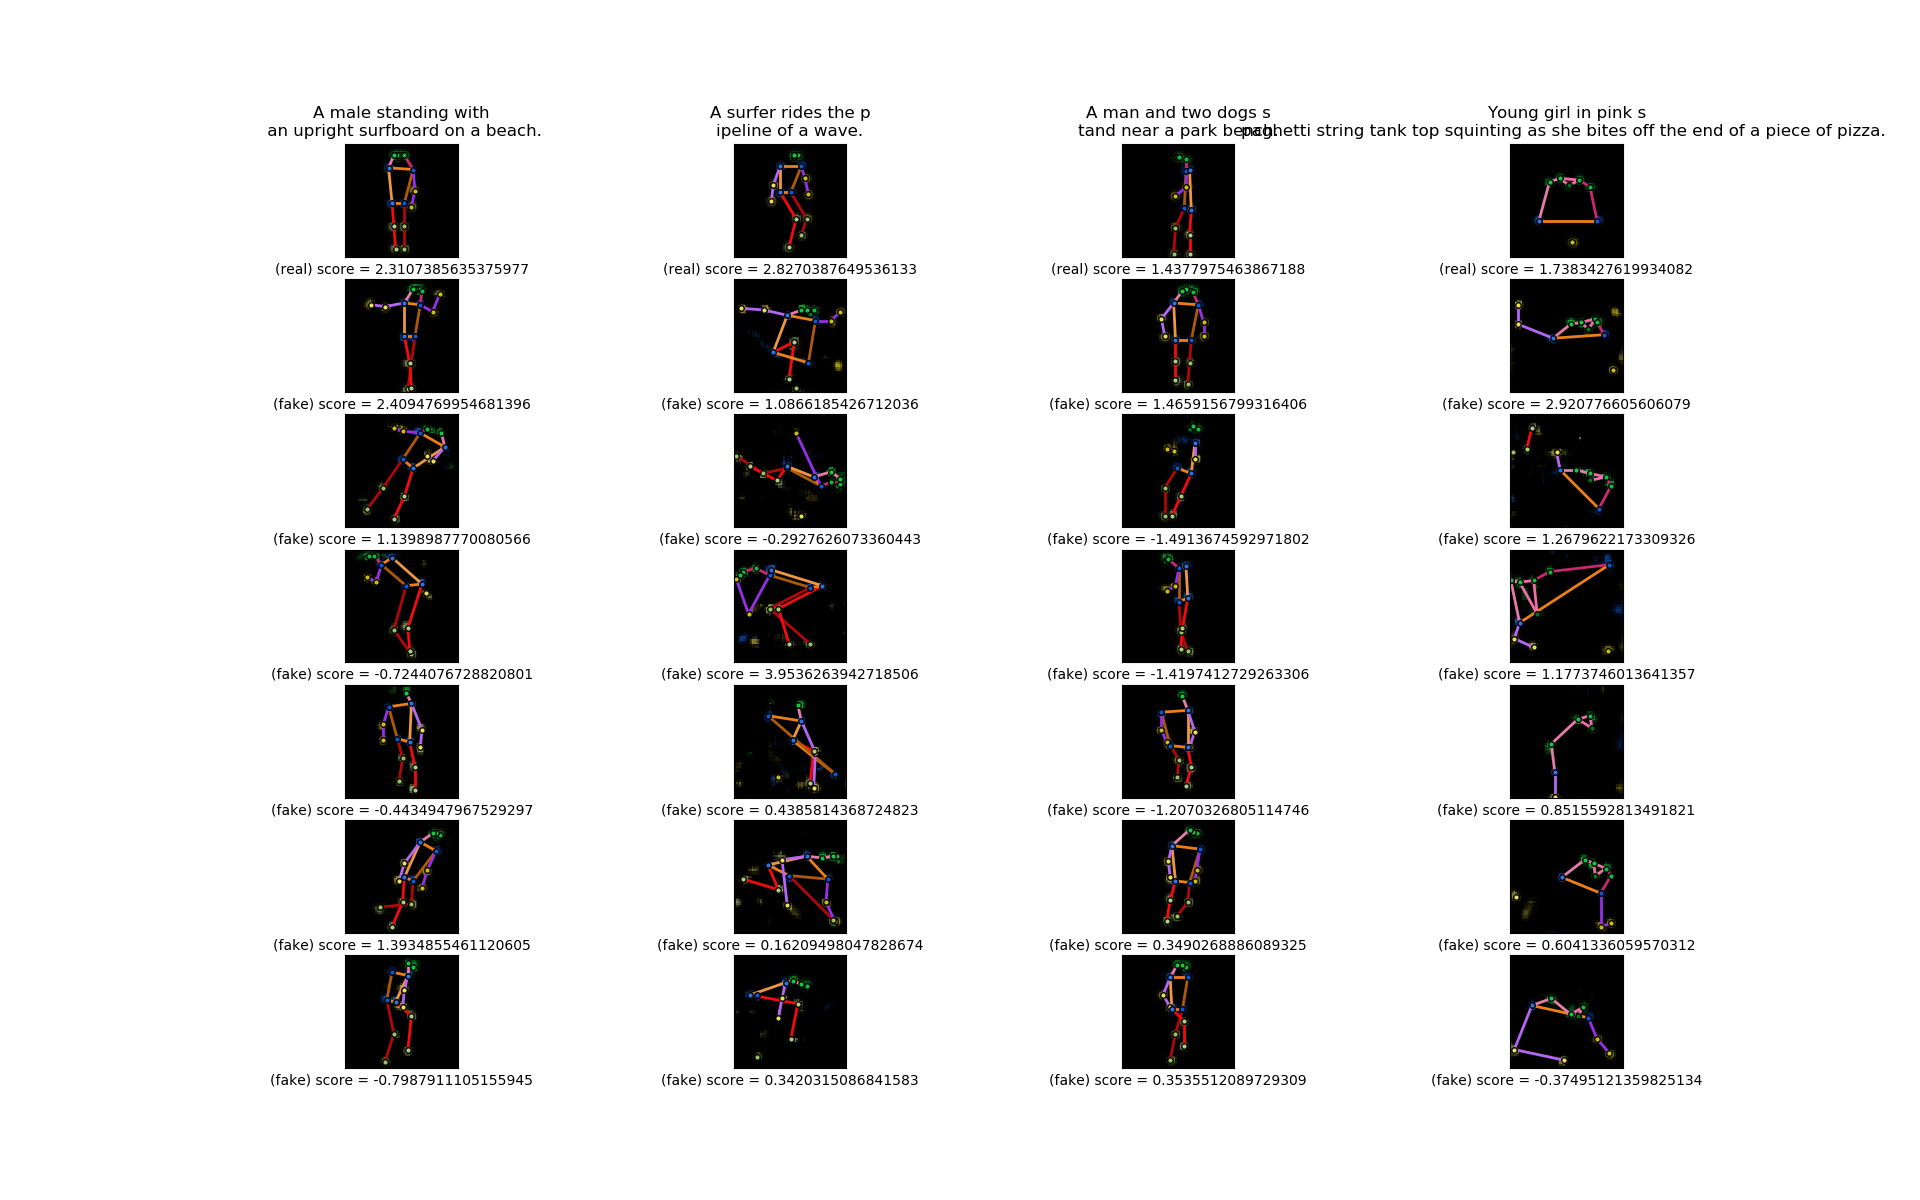 A male standing with
an upright surfboard on a beach.
A surfer rides the p
ipeline of a wave.
A man and two dogs s
tand near a park bench.
Young girl in pink s
paghetti string tank top squinting as she bites off the end of a piece of pizza.
(real) score = 2.3107385635375977
(real) score = 2.8270387649536133
(real) score = 1.4377975463867188
(real) score = 1.7383427619934082
(fake) score = 2.4094769954681396
(fake) score = 1.0866185426712036
(fake) score = 1.4659156799316406
(fake) score = 2.920776605606079
(fake) score = 1.1398987770080566
(fake) score = -0.2927626073360443
(fake) score = -1.4913674592971802
(fake) score = 1.2679622173309326
(fake) score = -0.7244076728820801
(fake) score = 3.9536263942718506
(fake) score = -1.4197412729263306
(fake) score = 1.1773746013641357
(fake) score = -0.4434947967529297
(fake) score = 0.4385814368724823
(fake) score = -1.2070326805114746
(fake) score = 0.8515592813491821
(fake) score = 1.3934855461120605
(fake) score = 0.16209498047828674
(fake) score = 0.3490268886089325
(fake) score = 0.6041336059570312
(fake) score = -0.7987911105155945
(fake) score = 0.3420315086841583
(fake) score = 0.3535512089729309
(fake) score = -0.37495121359825134